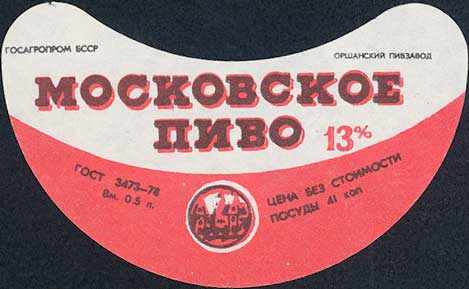 ГОСАГРОПРОМ БССР
ОРШАНСКИЙ ПИВЗАВОД
МОСКОВСКОЕ
ПИВО 13%
ГОСТ 3473—78
Вм. 0.5 л.
ЦЕНА БЕЗ СТОИМОСТИ
ПОСУДЫ 41 коп